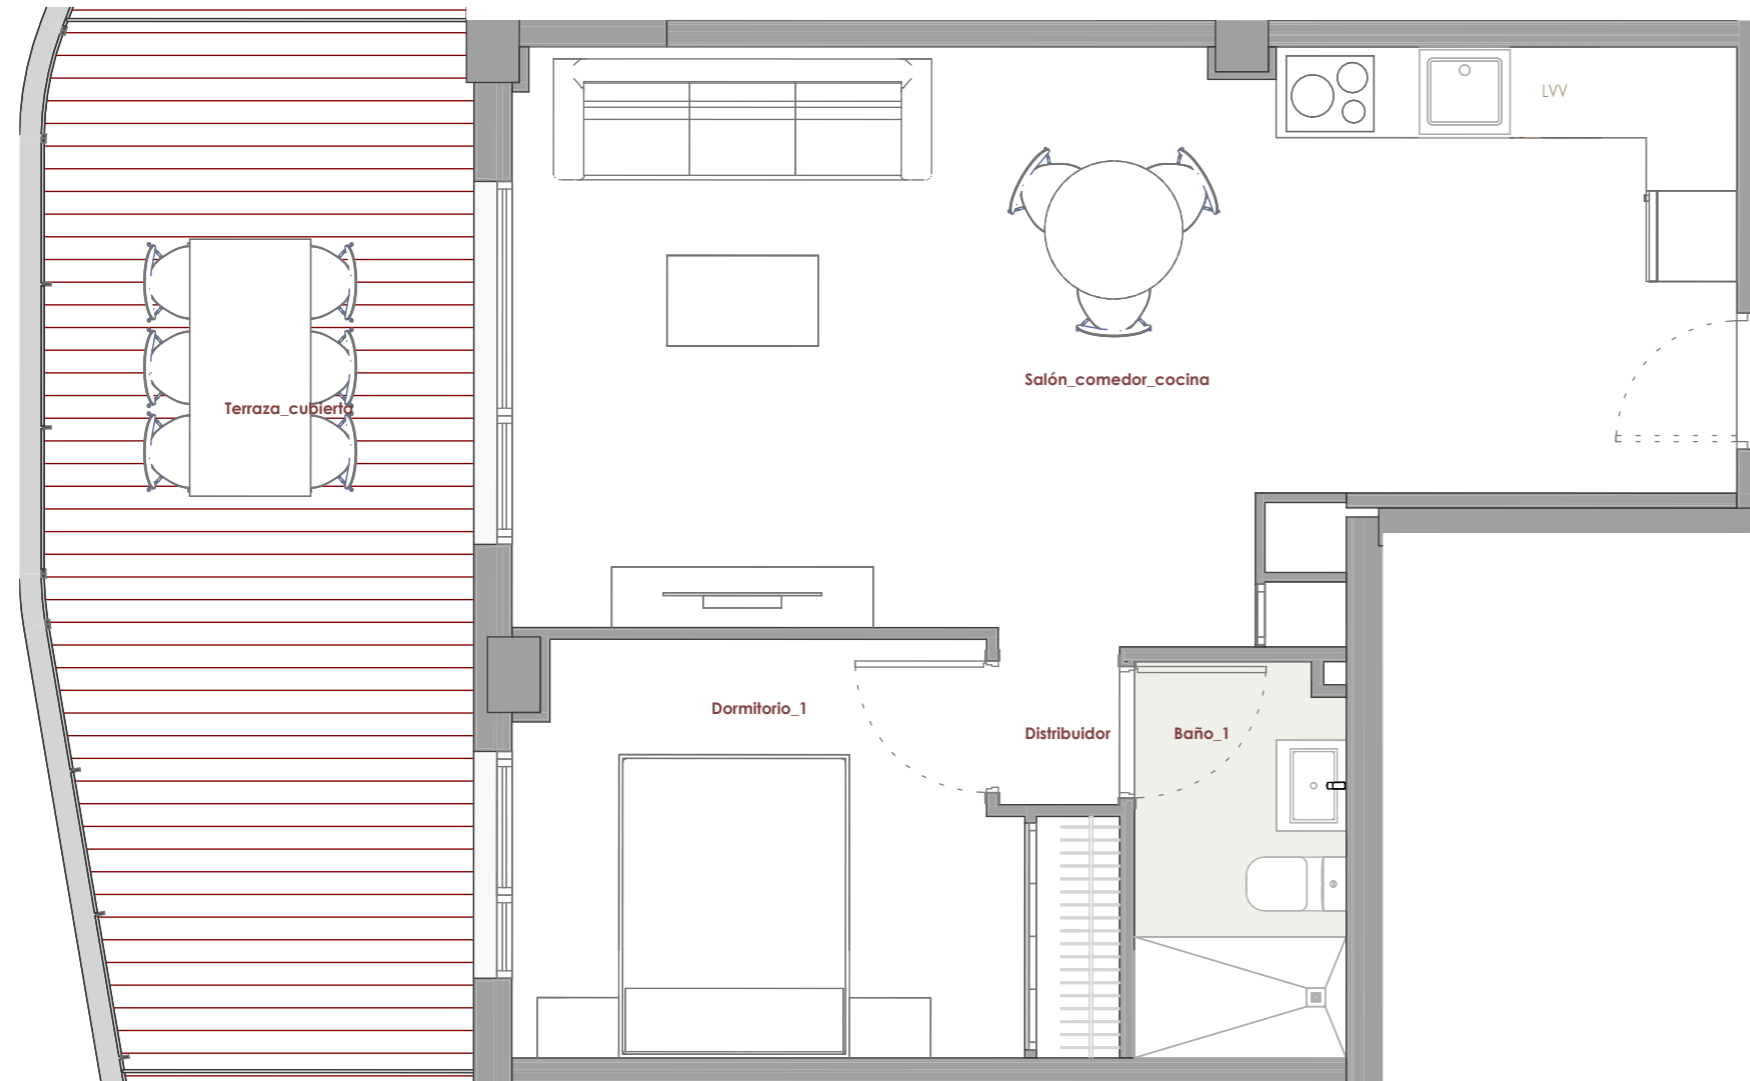 LVV
Salón_comedor_cocina
Terraza_cubierta
Dormitorio_1
Distribuidor
Baño_1